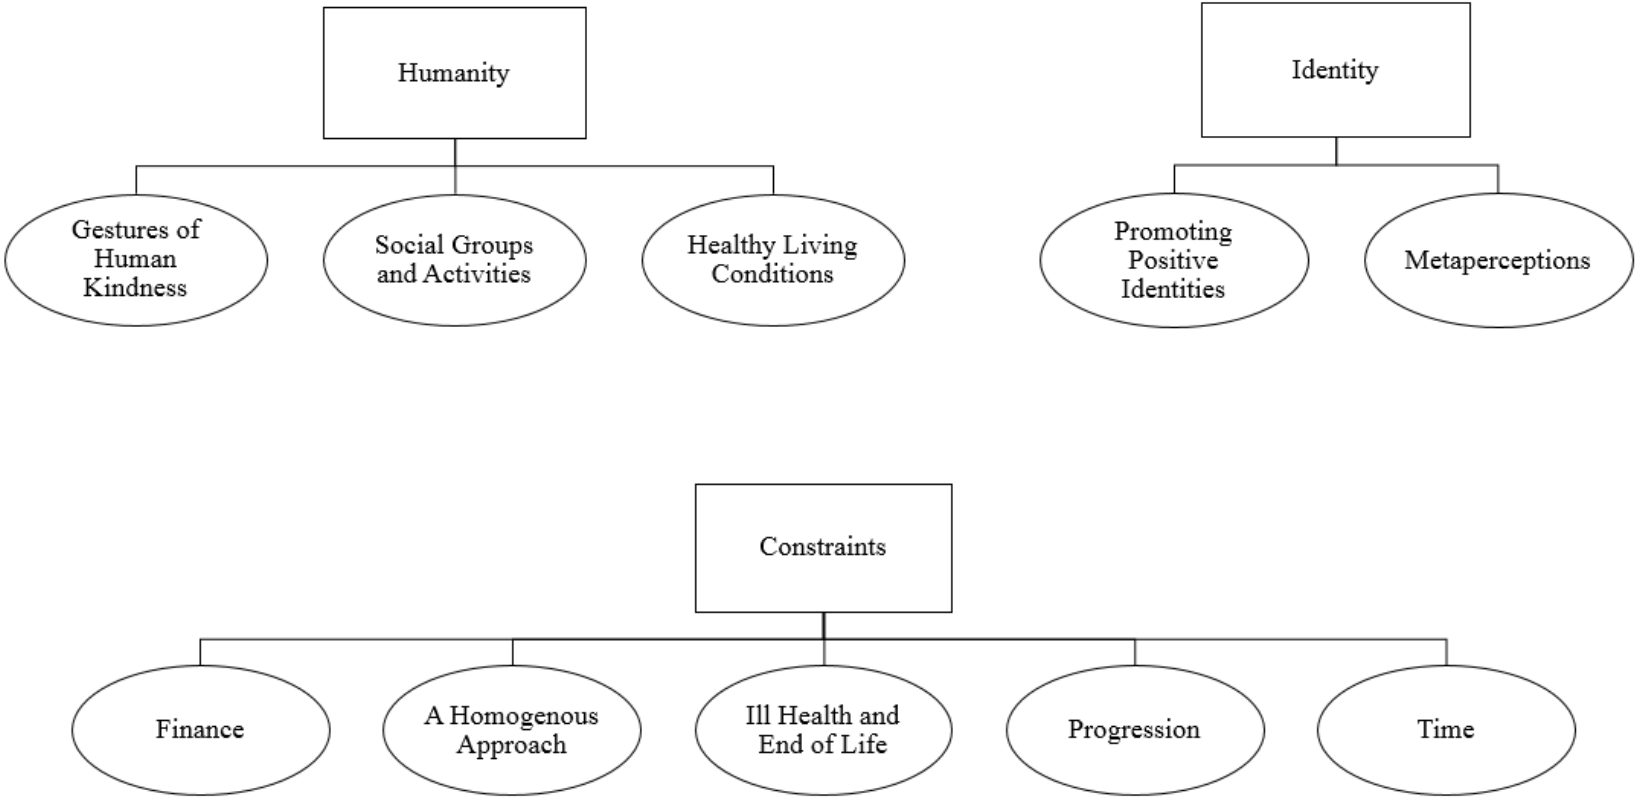 Humanity
Gestures of
Human
Kindness
Social Groups
and Activities
Healthy Living
Conditions
Identity
Promoting
Positive
Identities
Metaperceptions
Constraints
Finance
A Homogenous
Approach
Ill Health and
End of Life
Progression
Time